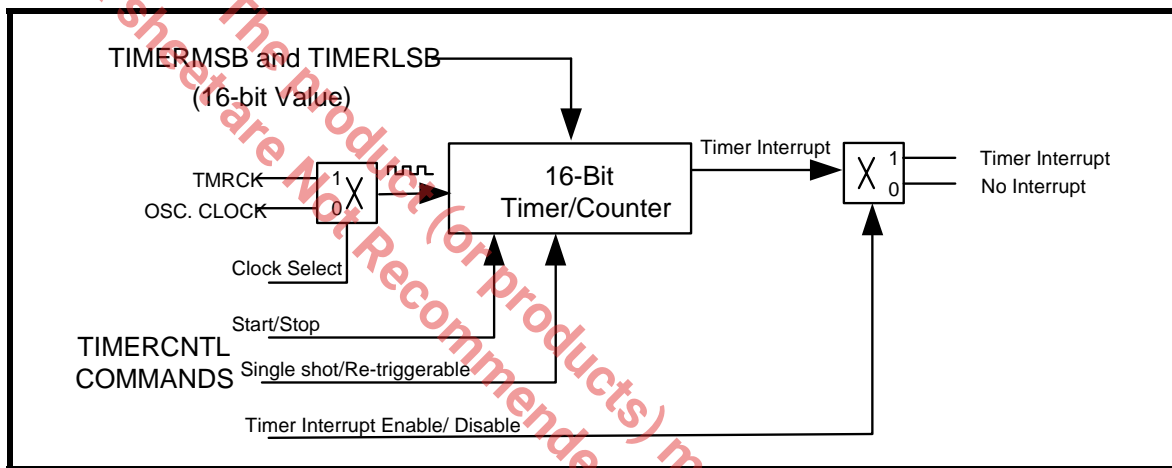 TIMERMSB and TIMERLSB
(16-bit Value)
TMRCK
1
X
OSC. CLOCK
0
Clock Select
16-Bit
Timer/Counter
Timer Interrupt
X
1
0
Timer Interrupt
No Interrupt
Start/Stop
TIMERCNTL
COMMANDS
Single shot/Re-triggerable
Timer Interrupt Enable/ Disable
The product (or products) m
sheet are Not Recommende